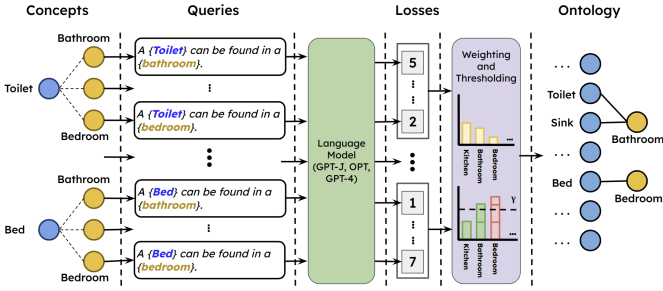 Concepts
Queries
Losses
Ontology
Bathroom
Toilet
Bedroom
A {Toilet} can be found in a
{bathroom}.
A {Toilet} can be found in a
{bedroom}.
Bathroom
Bed
Bedroom
A {Bed} can be found in a
{bathroom}.
A {Bed} can be found in a
{bedroom}.
Language
Model
(GPT-J, OPT,
GPT-4)
5
2
1
7
Weighting
and
Thresholding
Kitchen
Bathroom
Bedroom
...
γ
Kitchen
Bathroom
Bedroom
...
...
Toilet
Sink
Bathroom
...
Bed
Bedroom
...
...